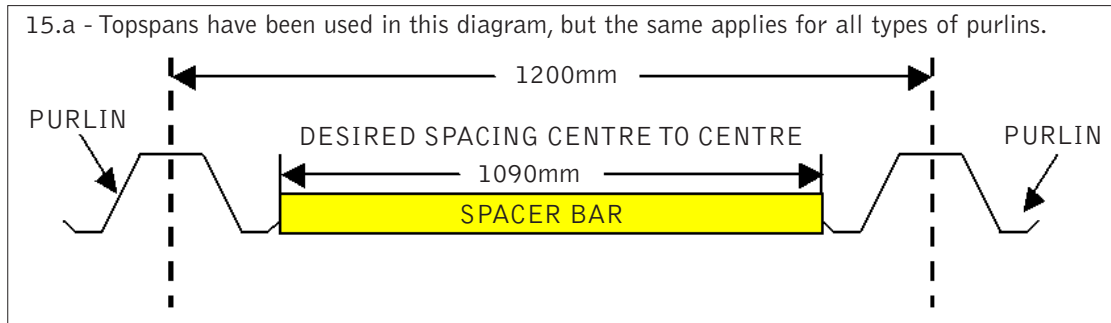 15.a - Topspans have been used in this diagram, but the same applies for all types of purlins.
1200mm
PURLIN
DESIRED SPACING CENTRE TO CENTRE
PURLIN
1090mm
SPACER BAR